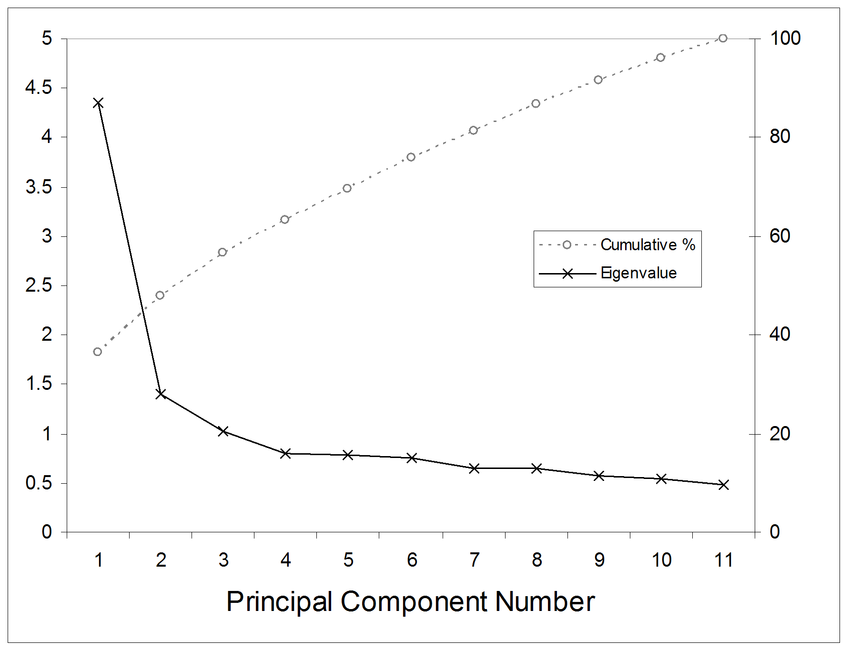 5 100
4.5
4 80
3.5
3 60
Cumulative %
Eigenvalue
2.5
2 40
1.5
1 20
0.5
0 0
1 2 3 4 5 6 7 8 9 10 11
Principal Component Number